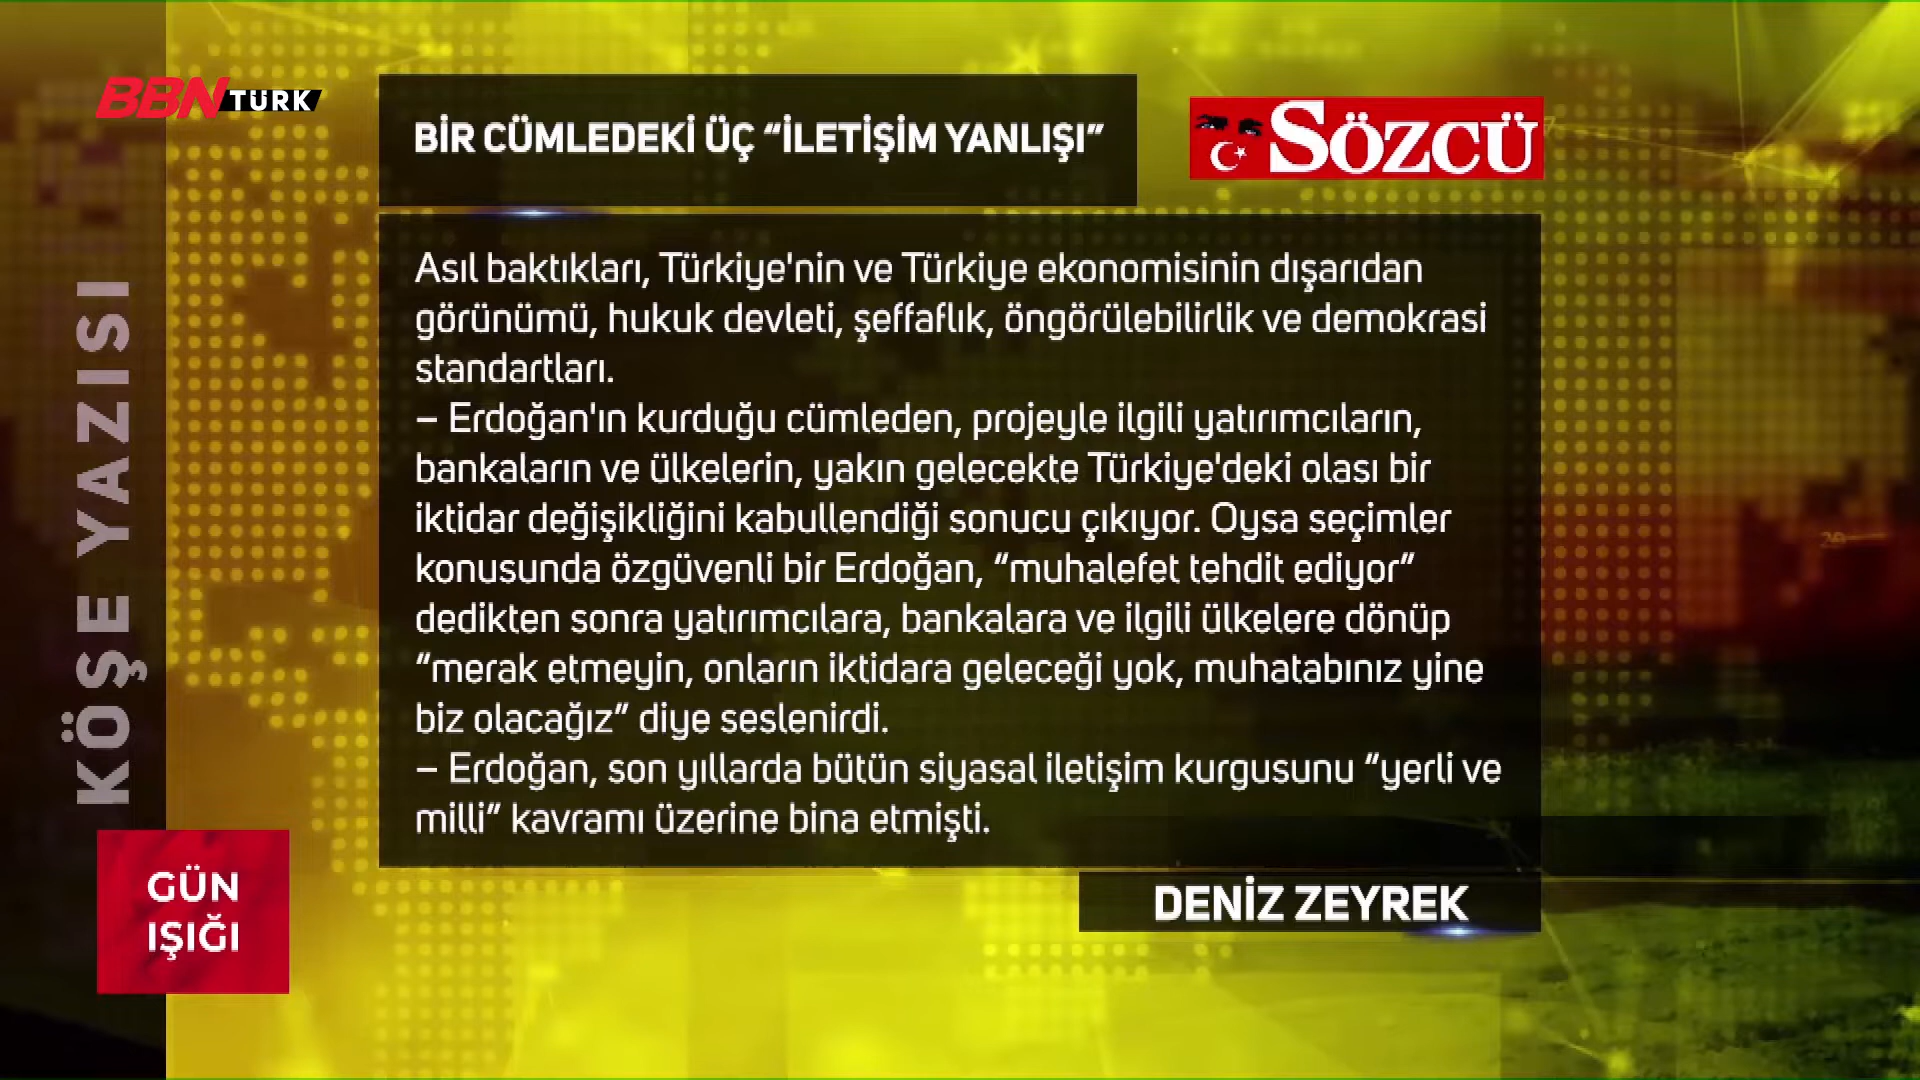 BBN TURK
BİR CÜMLEDEKİ ÜÇ “İLETİŞİM YANLIŞI”
SÖZCÜ
Asıl baktıkları, Türkiye'nin ve Türkiye ekonomisinin dışarıdan
görünümü, hukuk devleti, şeffaflık, öngörülebilirlik ve demokrasi
standartları.
– Erdoğan'ın kurduğu cümleden, projeyle ilgili yatırımcıların,
bankaların ve ülkelerin, yakın gelecekte Türkiye'deki olası bir
iktidar değişikliğini kabullendiği sonucu çıkıyor. Oysa seçimler
konusunda özgüvenli bir Erdoğan, “muhalefet tehdit ediyor”
dedikten sonra yatırımcılara, bankalara ve ilgili ülkelere dönüp
“merak etmeyin, onların iktidara geleceği yok, muhatabınız yine
biz olacağız” diye seslenirdi.
– Erdoğan, son yıllarda bütün siyasal iletişim kurgusunu “yerli ve
milli” kavramı üzerine bina etmişti.
DENİZ ZEYREK
KÖŞE YAZISI
GÜN
IŞIĞI